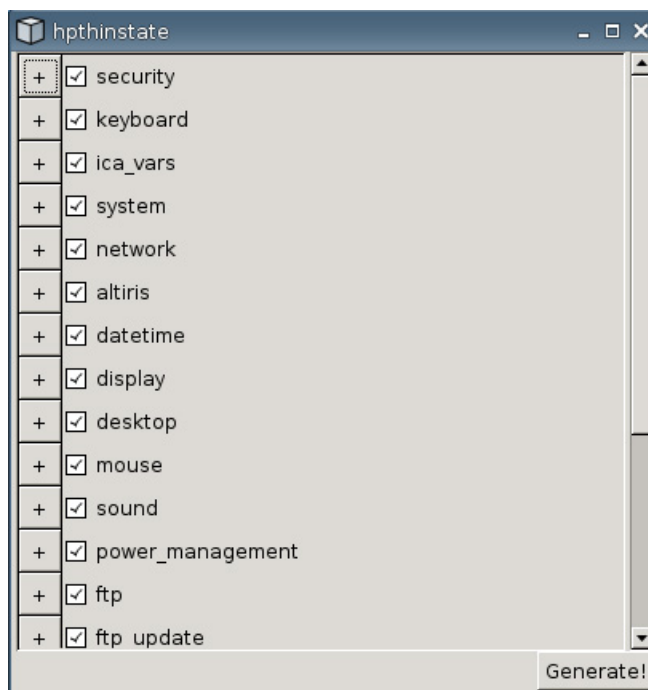 hpthinstate
+ security
+ keyboard
+ ica_vars
+ system
+ network
+ altiris
+ datetime
+ display
+ desktop
+ mouse
+ sound
+ power_management
+ ftp
+ ftp_update
Generate!